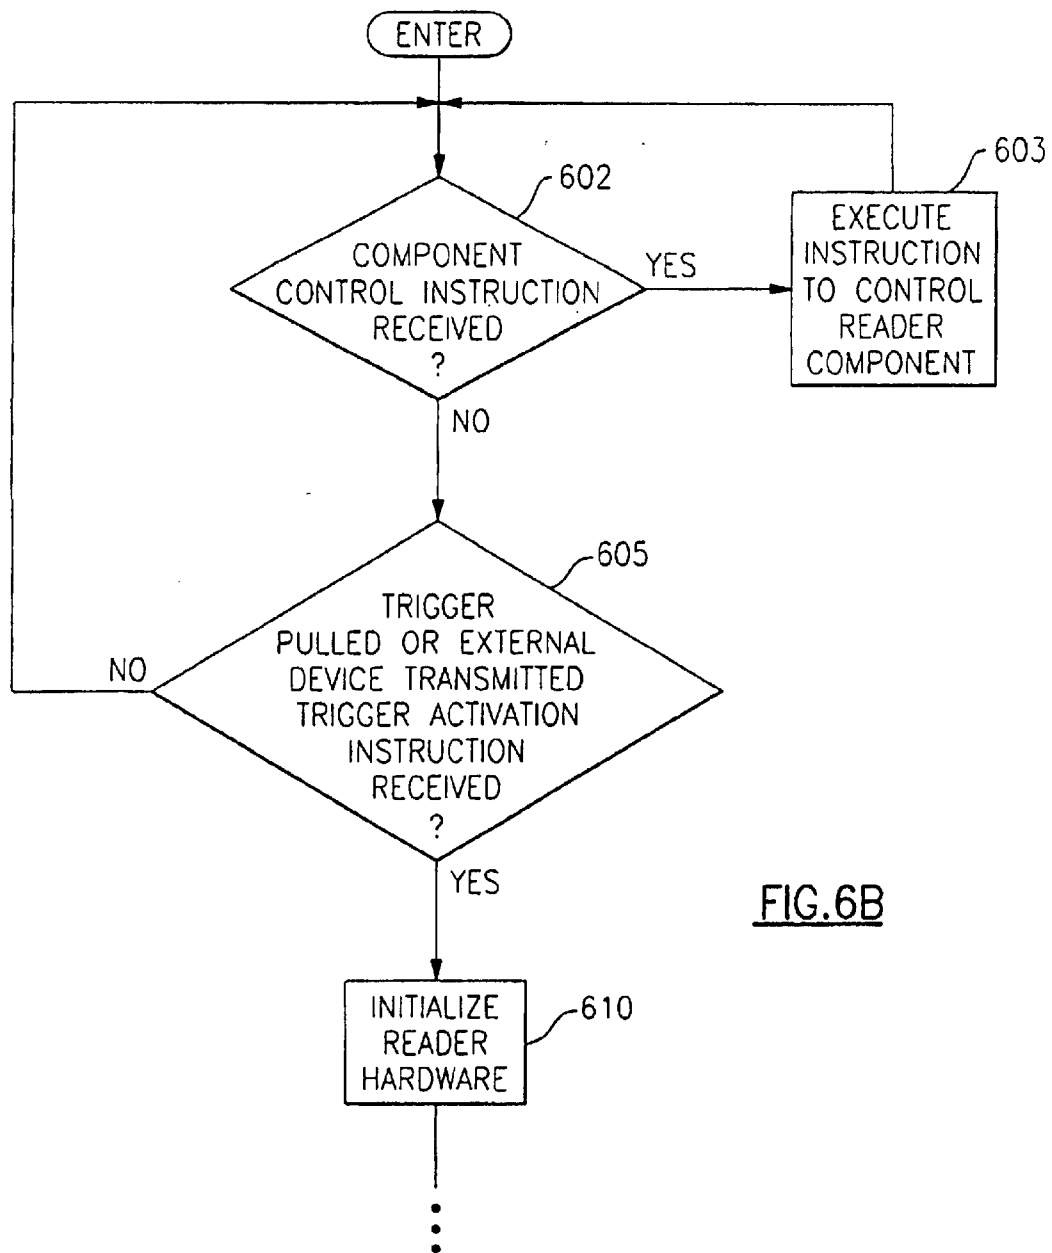 ENTER
602
603
COMPONENT
CONTROL INSTRUCTION
RECEIVED
?
YES
EXECUTE
INSTRUCTION
TO CONTROL
READER
COMPONENT
NO
605
TRIGGER
PULLED OR EXTERNAL
DEVICE TRANSMITTED
TRIGGER ACTIVATION
INSTRUCTION
RECEIVED
?
NO
YES
FIG.6B
INITIALIZE
READER
HARDWARE
610